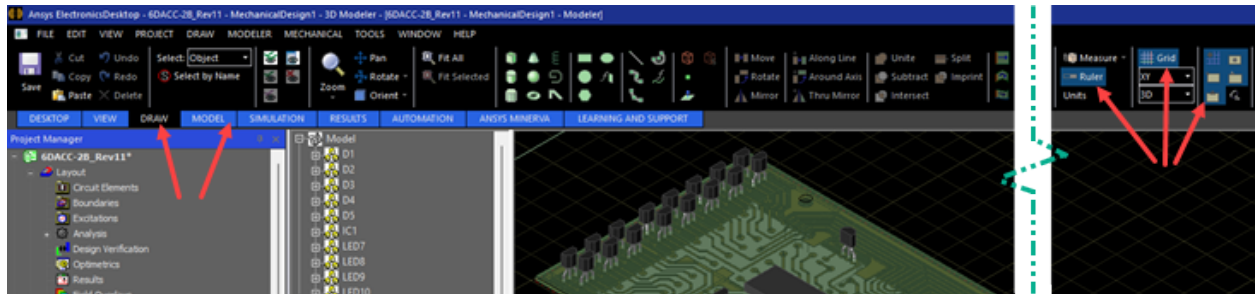 Ansys ElectronicsDesktop - 6DACC-2B_Rev11 - MechanicalDesign1 - 3D Modeler - [6DACC-2B_Rev11 - MechanicalDesign1 - Modeler]
FILE EDIT VIEW PROJECT DRAW MODELER MECHANICAL TOOLS WINDOW HELP
Save
Cut
Copy
Paste
Undo
Redo
Delete
Select: Object
Select by Name
Zoom
Pan
Rotate
Orient
Fit All
Fit Selected
Move
Rotate
Mirror
Along Line
Around Axis
Thru Mirror
Unite
Subtract
Intersect
Split
Imprint
Measure
Ruler
Units
Grid
XY
3D
DESKTOP VIEW DRAW MODEL SIMULATION RESULTS AUTOMATION ANSYS MINERVA LEARNING AND SUPPORT
Project Manager
6DACC-2B_Rev11*
Layout
Circuit Elements
Boundaries
Excitations
Analysis
Design Verification
Optimetrics
Results
Model
D1
D2
D3
D4
D5
IC1
LED7
LED8
LED9
LED10